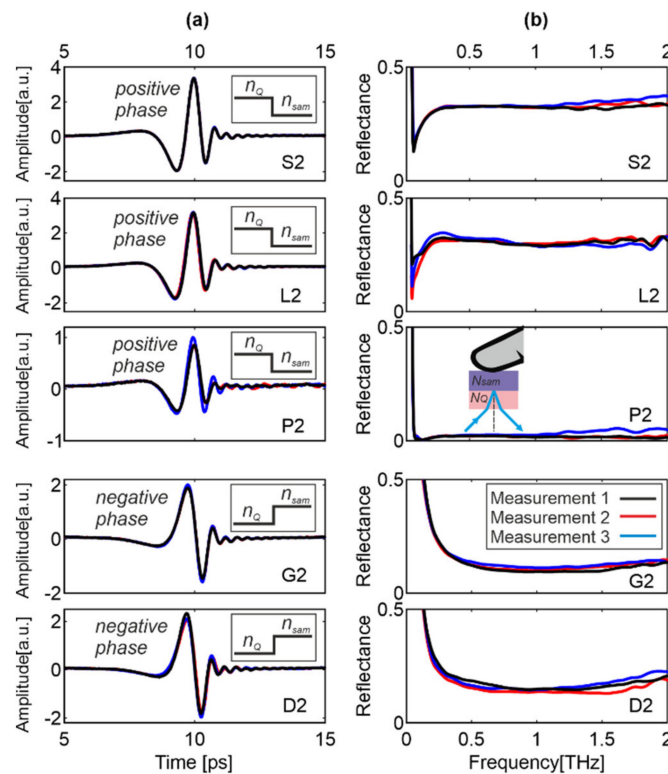 (a)
(b)
5 10 15
0 0.5 1 1.5 2
Amplitude[a.u.]
4
2
0
-2
positive
phase
nQ
nsam
S2
Reflectance
0.5
0
S2
Amplitude[a.u.]
4
2
0
-2
positive
phase
nQ
nsam
L2
Reflectance
0.5
0
L2
Amplitude[a.u.]
1
0
-1
positive
phase
nQ
nsam
P2
Reflectance
0.5
0
Nsam
NQ
P2
Amplitude[a.u.]
2
0
2
negative
phase
nQ
nsam
G2
Reflectance
0.5
0
Measurement 1
Measurement 2
Measurement 3
G2
Amplitude[a.u.]
2
0
-2
negative
phase
nQ
nsam
D2
Reflectance
0.5
0
D2
5 10 15
Time [ps]
0 0.5 1 1.5 2
Frequency[THz]